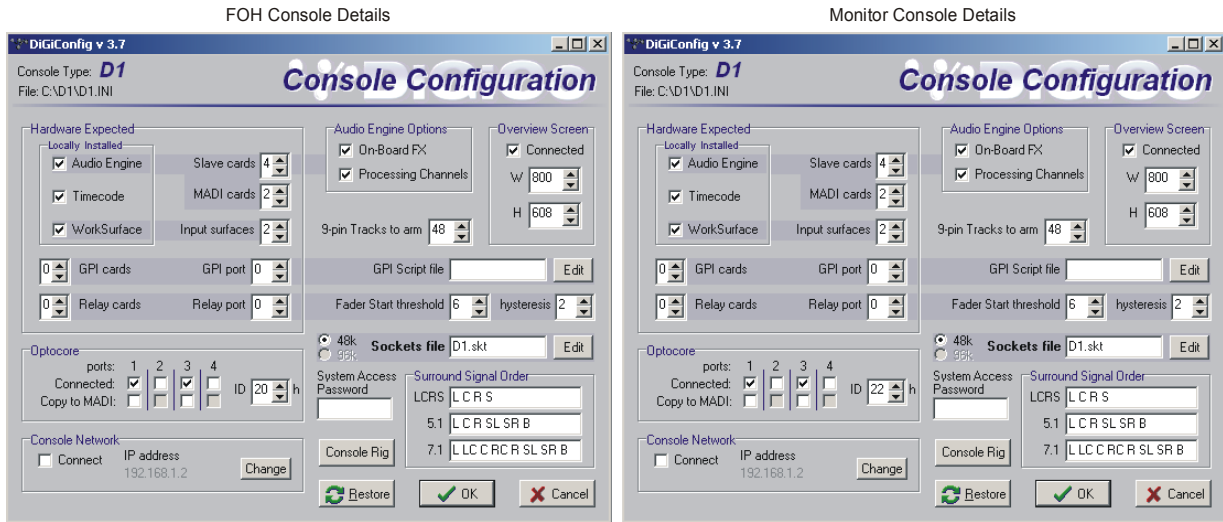 FOH Console Details
DiGiConfig v 3.7
Console Type: D1
File: C:\D1\D1.INI
DiGiCo
Console Configuration
Hardware Expected
Locally Installed
Audio Engine
Timecode
WorkSurface
Slave cards 4
MADI cards 2
Input surfaces 2
0 GPI cards
GPI port 0
0 Relay cards
Relay port 0
Audio Engine Options
On-Board FX
Processing Channels
Overview Screen
Connected
W 800
H 608
9-pin Tracks to arm 48
GPI Script file
Edit
Fader Start threshold 6
hysteresis 2
48k
96k
Sockets file D1.skt
Edit
Optocore
ports: 1 2 3 4
Connected:
Copy to MADI:
ID 20 h
System Access
Password
Surround Signal Order
LCRS L C R S
5.1 L C R SL SR B
7.1 L LC C RC R SL SR B
Console Network
Connect
IP address
192.168.1.2
Change
Console Rig
Restore
OK
Cancel
Monitor Console Details
DiGiConfig v 3.7
Console Type: D1
File: C:\D1\D1.INI
DiGiCo
Console Configuration
Hardware Expected
Locally Installed
Audio Engine
Timecode
WorkSurface
Slave cards 4
MADI cards 2
Input surfaces 2
0 GPI cards
GPI port 0
0 Relay cards
Relay port 0
Audio Engine Options
On-Board FX
Processing Channels
Overview Screen
Connected
W 800
H 608
9-pin Tracks to arm 48
GPI Script file
Edit
Fader Start threshold 6
hysteresis 2
48k
96k
Sockets file D1.skt
Edit
Optocore
ports: 1 2 3 4
Connected:
Copy to MADI:
ID 22 h
System Access
Password
Surround Signal Order
LCRS L C R S
5.1 L C R SL SR B
7.1 L LC C RC R SL SR B
Console Network
Connect
IP address
192.168.1.2
Change
Console Rig
Restore
OK
Cancel